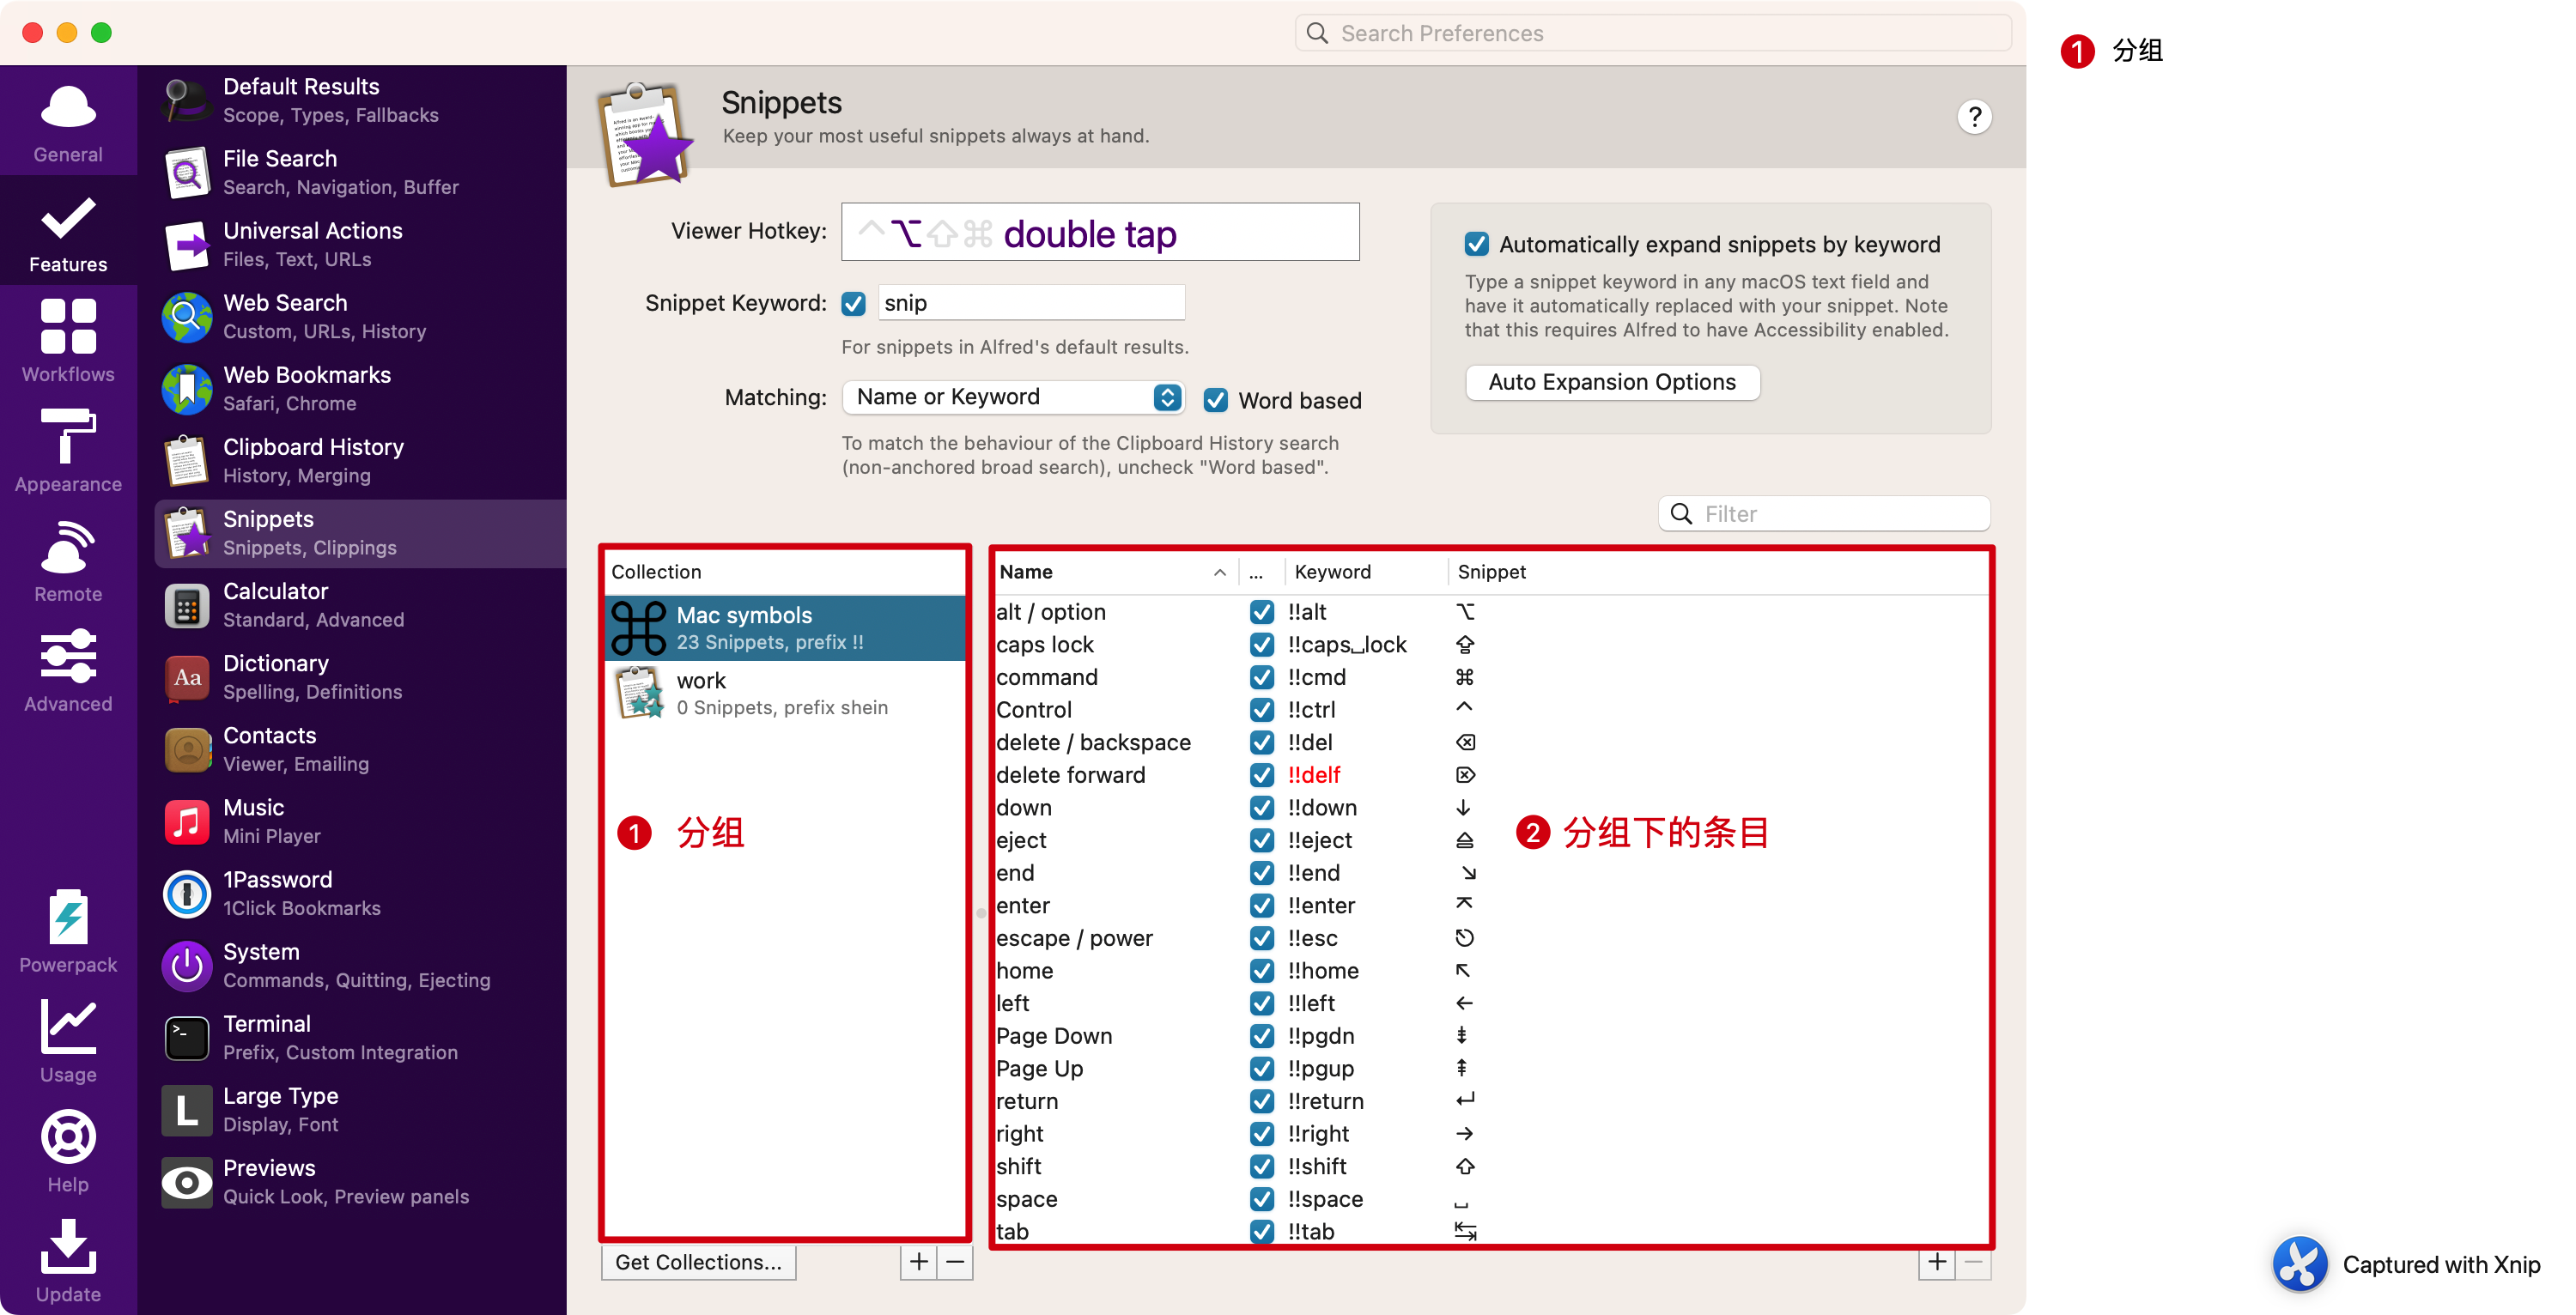 Search Preferences
1 分组
General
Features
Workflows
Appearance
Remote
Advanced
Powerpack
Usage
Help
Update
Default Results
Scope, Types, Fallbacks
File Search
Search, Navigation, Buffer
Universal Actions
Files, Text, URLs
Web Search
Custom, URLs, History
Web Bookmarks
Safari, Chrome
Clipboard History
History, Merging
Snippets
Snippets, Clippings
Calculator
Standard, Advanced
Aa
Dictionary
Spelling, Definitions
Contacts
Viewer, Emailing
Music
Mini Player
1Password
1Click Bookmarks
System
Commands, Quitting, Ejecting
>_
Terminal
Prefix, Custom Integration
L
Large Type
Display, Font
Previews
Quick Look, Preview panels
Snippets
Keep your most useful snippets always at hand.
?
Viewer Hotkey: ⌃⌥⇧⌘ double tap
Snippet Keyword: snip
For snippets in Alfred's default results.
Matching: Name or Keyword Word based
To match the behaviour of the Clipboard History search
(non-anchored broad search), uncheck "Word based".
Automatically expand snippets by keyword
Type a snippet keyword in any macOS text field and
have it automatically replaced with your snippet. Note
that this requires Alfred to have Accessibility enabled.
Auto Expansion Options
Filter
Collection
Mac symbols
23 Snippets, prefix !!
work
0 Snippets, prefix shein
1 分组
Get Collections...
+ −
Name ... Keyword Snippet
alt / option !!alt ⌥
caps lock !!caps␣lock ⇪
command !!cmd ⌘
Control !!ctrl ⌃
delete / backspace !!del ⌫
delete forward !!delf ⌦
down !!down ↓
eject !!eject ⏏
end !!end ↘
enter !!enter ⌤
escape / power !!esc ⎋
home !!home ↖
left !!left ←
Page Down !!pgdn ⇟
Page Up !!pgup ⇞
return !!return ↩
right !!right →
shift !!shift ⇧
space !!space ␣
tab !!tab ↹
2 分组下的条目
+ −
Captured with Xnip